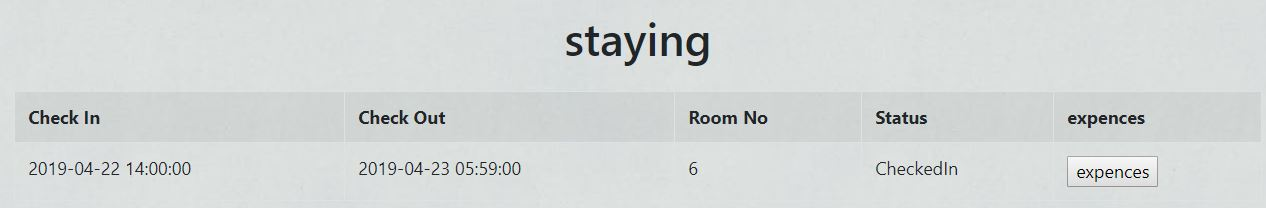 staying
Check In Check Out Room No Status expences
2019-04-22 14:00:00 2019-04-23 05:59:00 6 CheckedIn expences